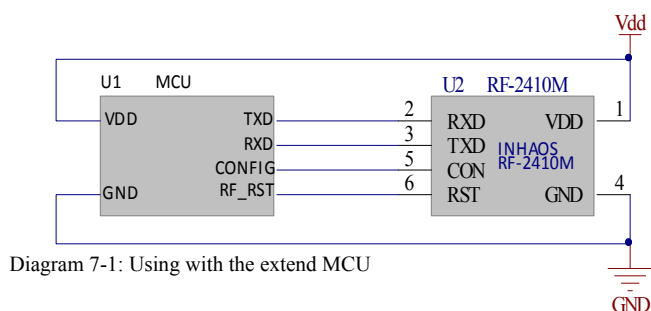 Vdd
U1 MCU
U2 RF-2410M
VDD TXD 2 RXD VDD 1
RXD 3 TXD INHAOS
CONFIG 5 CON RF-2410M
GND RF_RST 6 RST GND 4
Diagram 7-1: Using with the extend MCU
GND